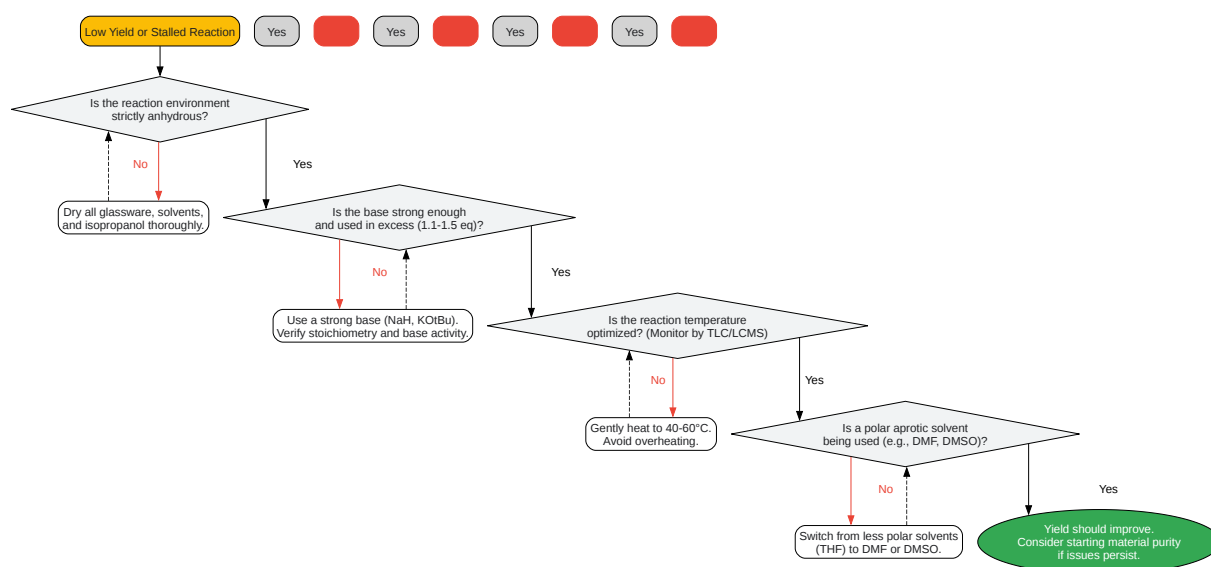 Low Yield or Stalled Reaction
Yes
Yes
Yes
Yes
Is the reaction environment
strictly anhydrous?
No
Yes
Dry all glassware, solvents,
and isopropanol thoroughly.
Is the base strong enough
and used in excess (1.1-1.5 eq)?
No
Yes
Use a strong base (NaH, KOtBu).
Verify stoichiometry and base activity.
Is the reaction temperature
optimized? (Monitor by TLC/LCMS)
No
Yes
Gently heat to 40-60°C.
Avoid overheating.
Is a polar aprotic solvent
being used (e.g., DMF, DMSO)?
No
Yes
Switch from less polar solvents
(THF) to DMF or DMSO.
Yield should improve.
Consider starting material purity
if issues persist.